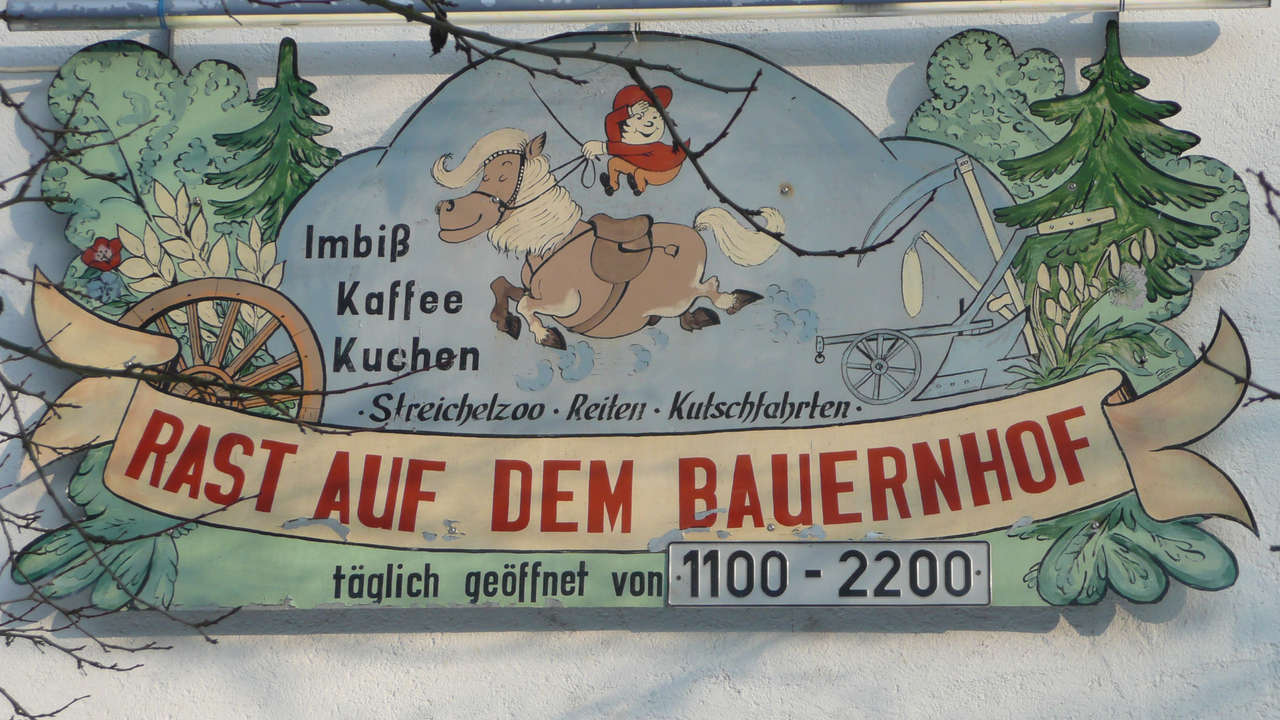 Imbiß
Kaffee
Kuchen
· Streichelzoo · Reiten · Kutschfahrten ·
RAST AUF DEM BAUERNHOF
täglich geöffnet von ·1100 - 2200·